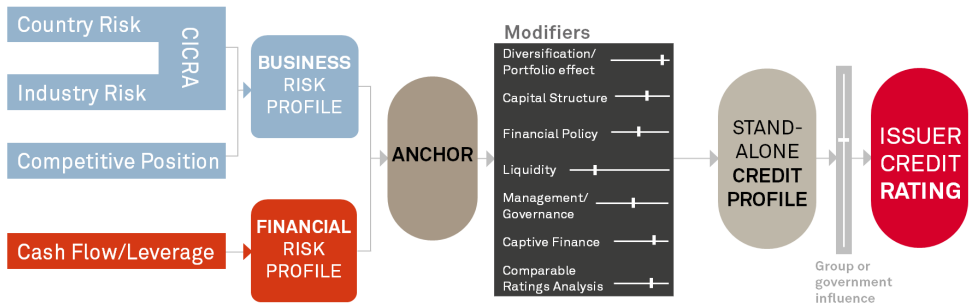 Country Risk
CICRA
Industry Risk
Competitive Position
Cash Flow/Leverage
BUSINESS
RISK
PROFILE
FINANCIAL
RISK
PROFILE
ANCHOR
Modifiers
Diversification/
Portfolio effect
Capital Structure
Financial Policy
Liquidity
Management/
Governance
Captive Finance
Comparable
Ratings Analysis
STAND-
ALONE
CREDIT
PROFILE
Group or
government
influence
ISSUER
CREDIT
RATING